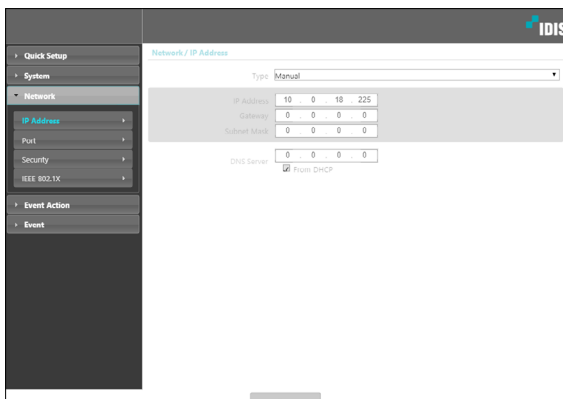 IDIS
Quick Setup
System
Network
IP Address
Port
Security
IEEE 802.1X
Event Action
Event
Network / IP Address
Type Manual
IP Address 10 . 0 . 18 . 225
Gateway 0 . 0 . 0 . 0
Subnet Mark 0 . 0 . 0 . 0
DNS Server 0 . 0 . 0 . 0
From DHCP